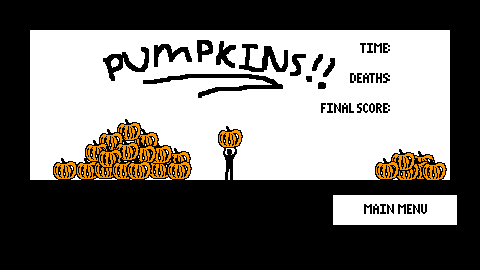 PUMPKINS!!
TIME:
DEATHS:
FINAL SCORE:
MAIN MENU